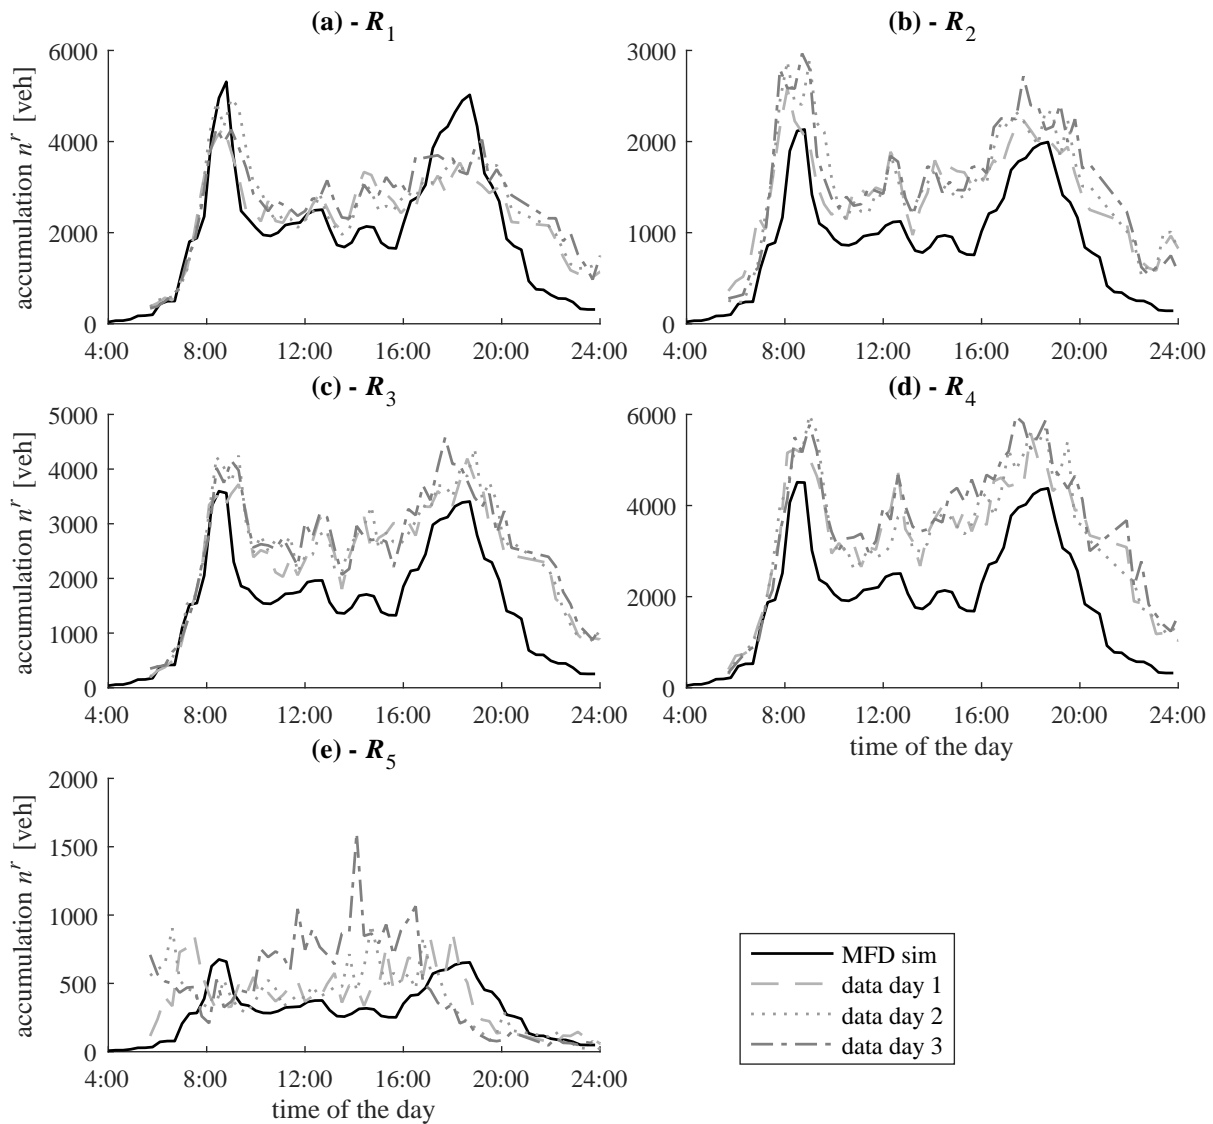 (a) - R1
accumulation n^r [veh]
6000
4000
2000
0
4:00 8:00 12:00 16:00 20:00 24:00
(b) - R2
3000
2000
1000
0
4:00 8:00 12:00 16:00 20:00 24:00
(c) - R3
accumulation n^r [veh]
5000
4000
3000
2000
1000
0
4:00 8:00 12:00 16:00 20:00 24:00
(d) - R4
6000
4000
2000
0
4:00 8:00 12:00 16:00 20:00 24:00
time of the day
(e) - R5
accumulation n^r [veh]
2000
1500
1000
500
0
4:00 8:00 12:00 16:00 20:00 24:00
time of the day
MFD sim
data day 1
data day 2
data day 3